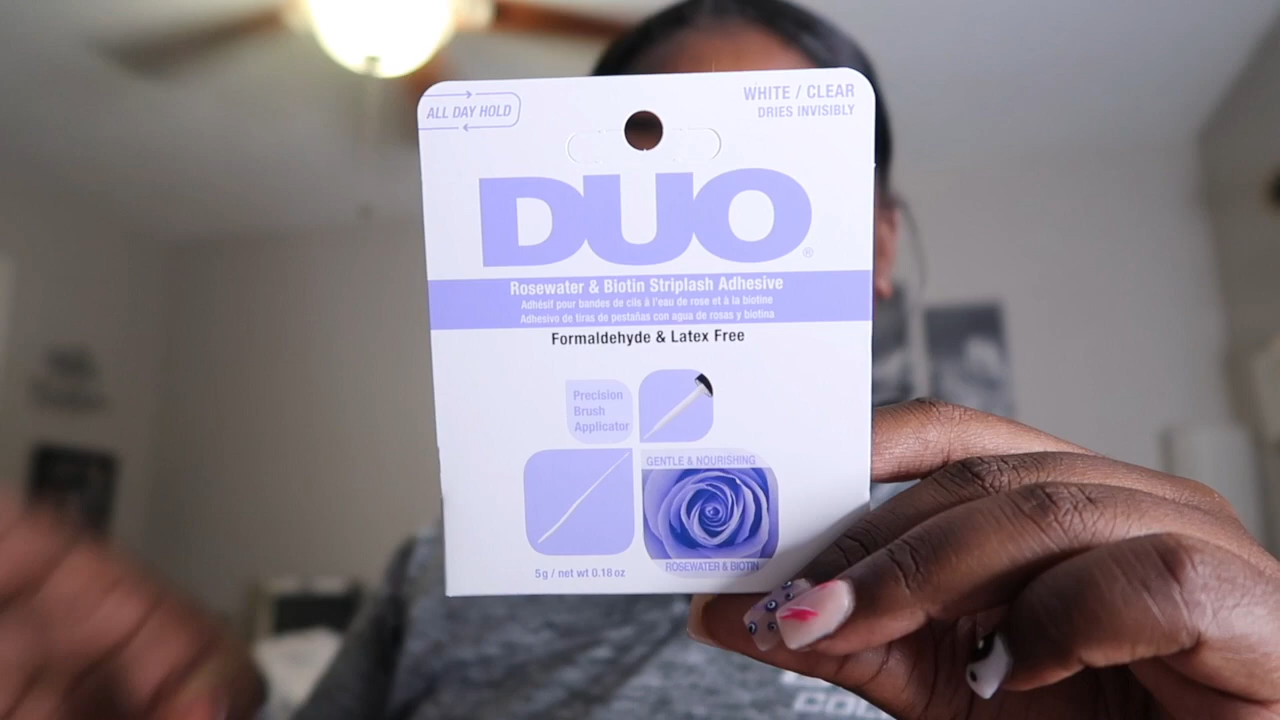 ALL DAY HOLD
WHITE / CLEAR
DRIES INVISIBLY
DUO®
Rosewater & Biotin Striplash Adhesive
Adhésif pour bandes de cils à l'eau de rose et à la biotine
Adhesivo de tiras de pestañas con agua de rosas y biotina
Formaldehyde & Latex Free
Precision
Brush
Applicator
GENTLE & NOURISHING
ROSEWATER & BIOTIN
5g / net wt 0.18 oz